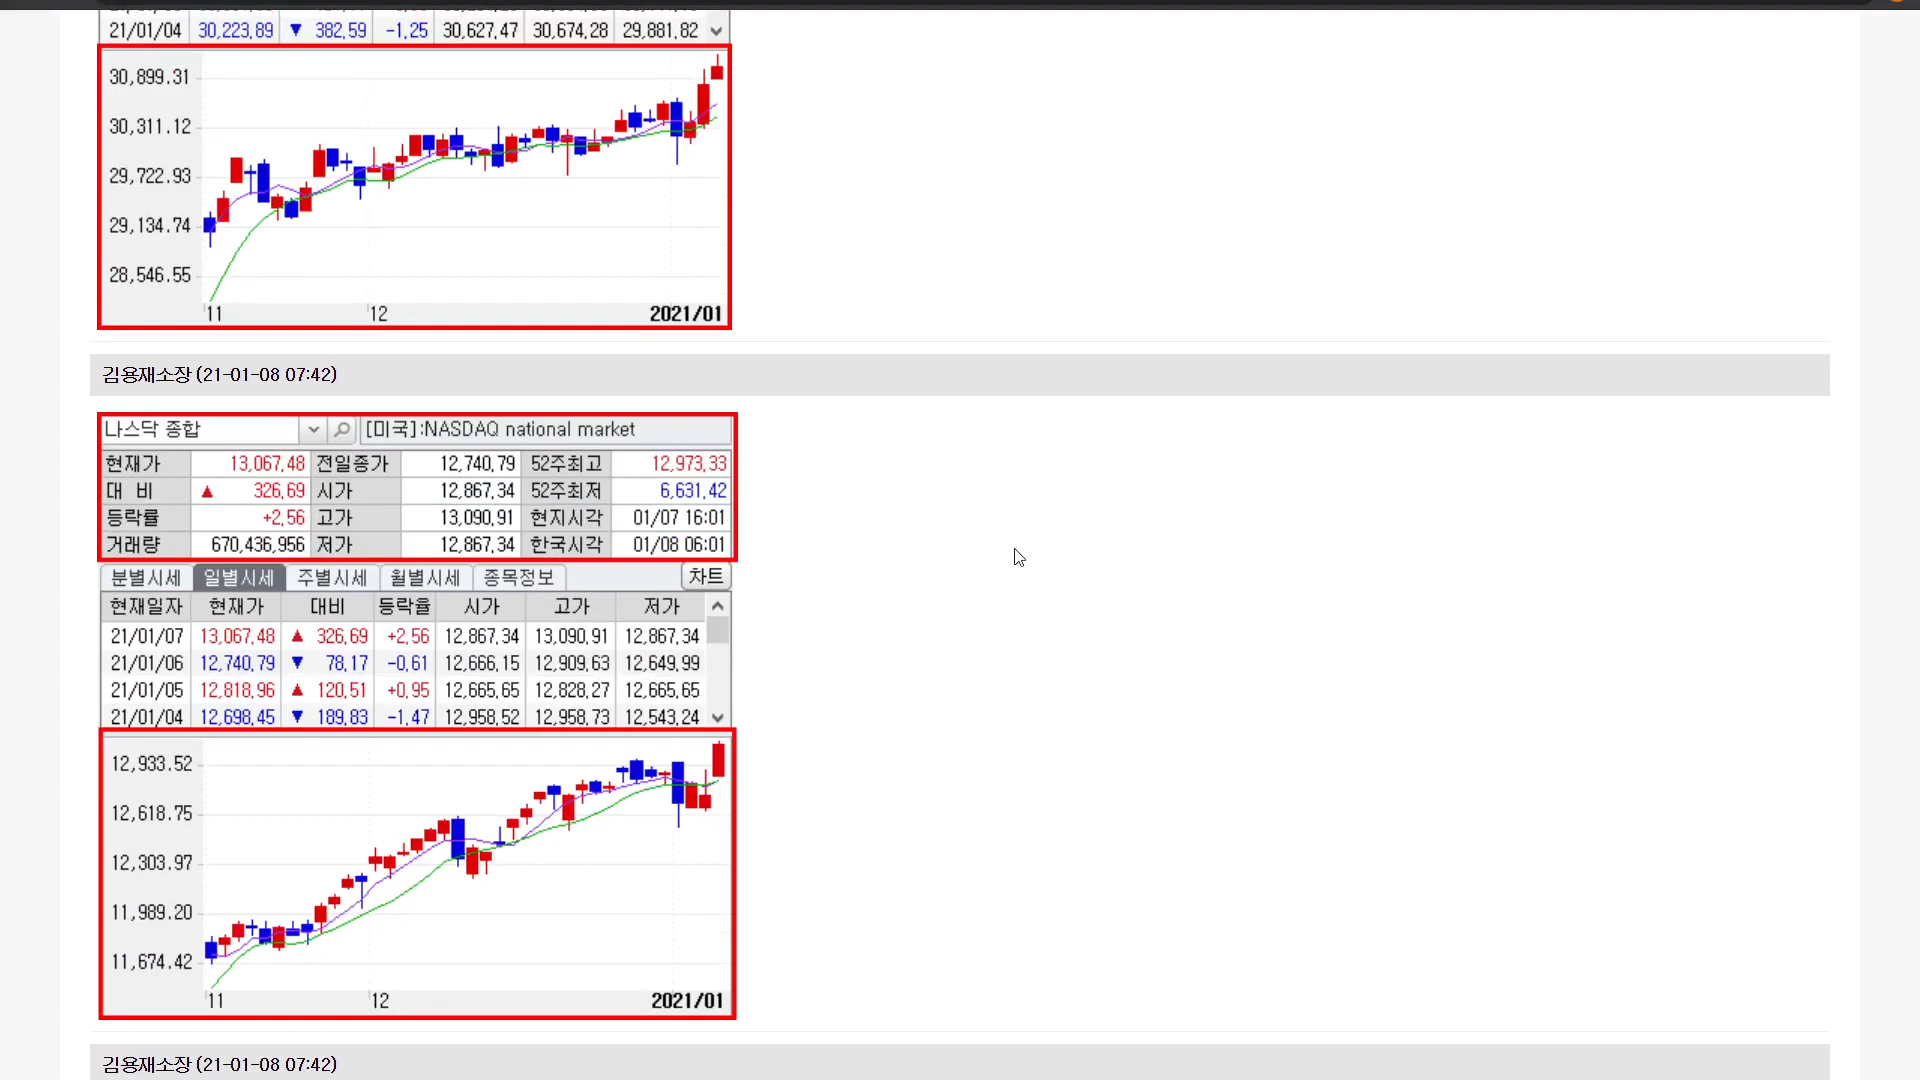 21/01/04 30,223,89 ▼ 382,59 -1,25 30,627,47 30,674,28 29,881,82
30,899.31
30,311.12
29,722.93
29,134.74
28,546.55
11 12 2021/01
김용재소장 (21-01-08 07:42)
나스닥 종합 [미국]:NASDAQ national market
현재가 13,067,48 전일종가 12,740,79 52주최고 12,973,33
대 비 ▲ 326,69 시가 12,867,34 52주최저 6,631,42
등락률 +2,56 고가 13,090,91 현지시각 01/07 16:01
거래량 670,436,956 저가 12,867,34 한국시각 01/08 06:01
분별시세 일별시세 주별시세 월별시세 종목정보 차트
현재일자 현재가 대비 등락율 시가 고가 저가
21/01/07 13,067,48 ▲ 326,69 +2,56 12,867,34 13,090,91 12,867,34
21/01/06 12,740,79 ▼ 78,17 -0,61 12,666,15 12,909,63 12,649,99
21/01/05 12,818,96 ▲ 120,51 +0,95 12,665,65 12,828,27 12,665,65
21/01/04 12,698,45 ▼ 189,83 -1,47 12,958,52 12,958,73 12,543,24
12,933.52
12,618.75
12,303.97
11,989.20
11,674.42
11 12 2021/01
김용재소장 (21-01-08 07:42)